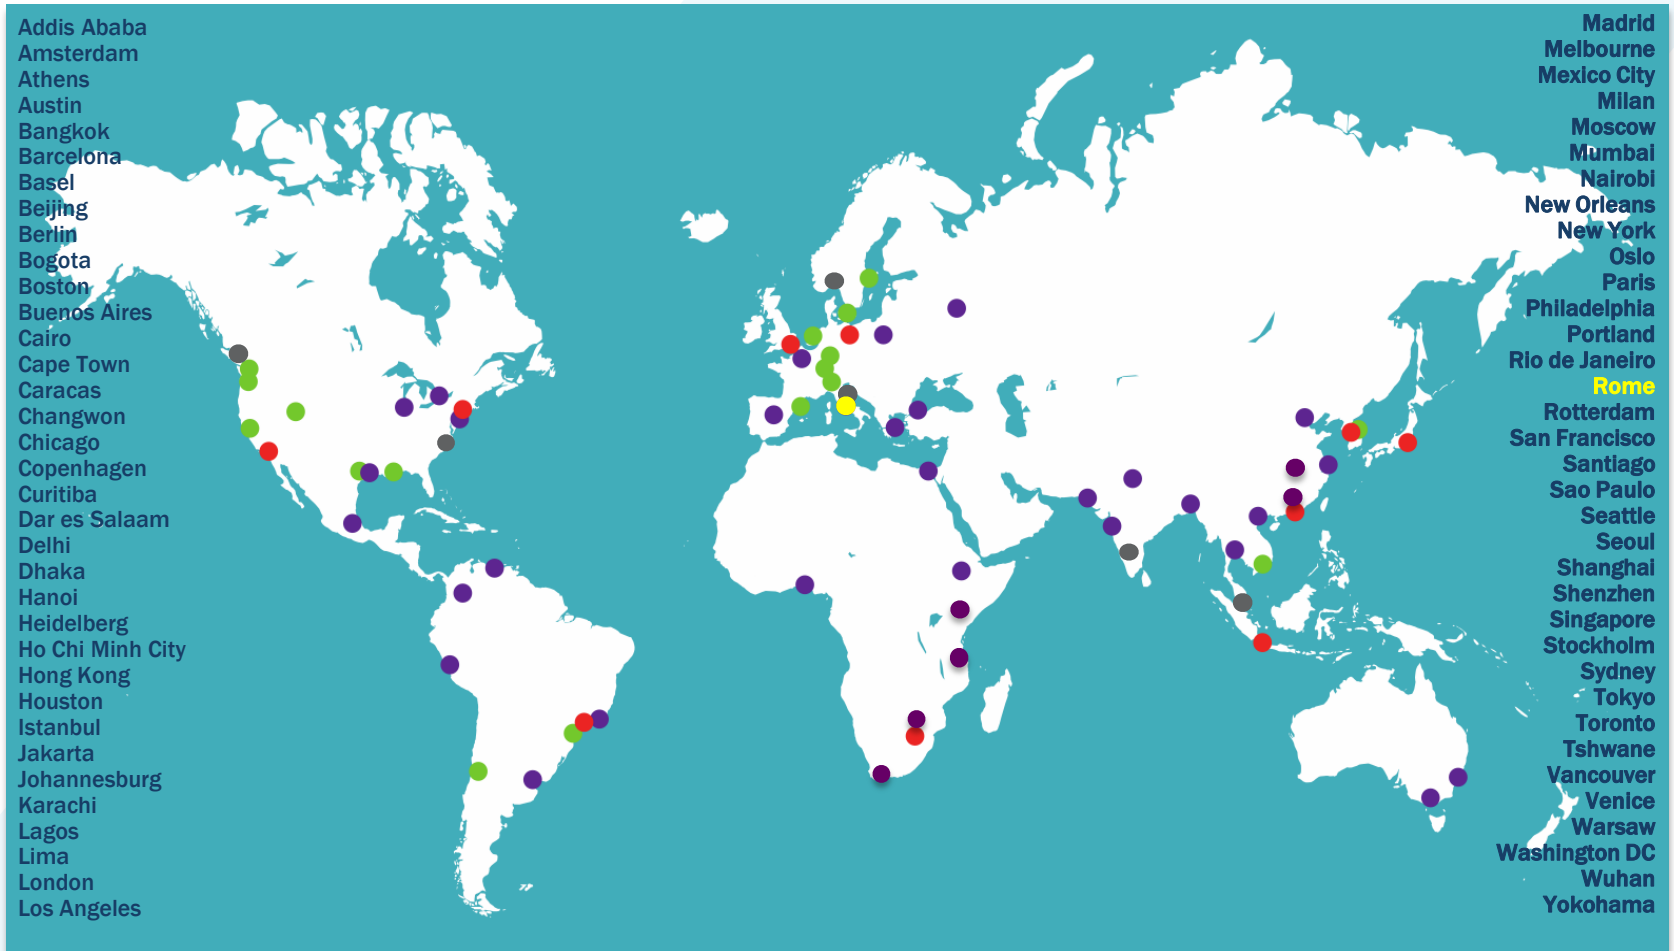 Addis Ababa
Amsterdam
Athens
Austin
Bangkok
Barcelona
Basel
Beijing
Berlin
Bogota
Boston
Buenos Aires
Cairo
Cape Town
Caracas
Changwon
Chicago
Copenhagen
Curitiba
Dar es Salaam
Delhi
Dhaka
Hanoi
Heidelberg
Ho Chi Minh City
Hong Kong
Houston
Istanbul
Jakarta
Johannesburg
Karachi
Lagos
Lima
London
Los Angeles
Madrid
Melbourne
Mexico City
Milan
Moscow
Mumbai
Nairobi
New Orleans
New York
Oslo
Paris
Philadelphia
Portland
Rio de Janeiro
Rome
Rotterdam
San Francisco
Santiago
Sao Paulo
Seattle
Seoul
Shanghai
Shenzhen
Singapore
Stockholm
Sydney
Tokyo
Toronto
Tshwane
Vancouver
Venice
Warsaw
Washington DC
Wuhan
Yokohama